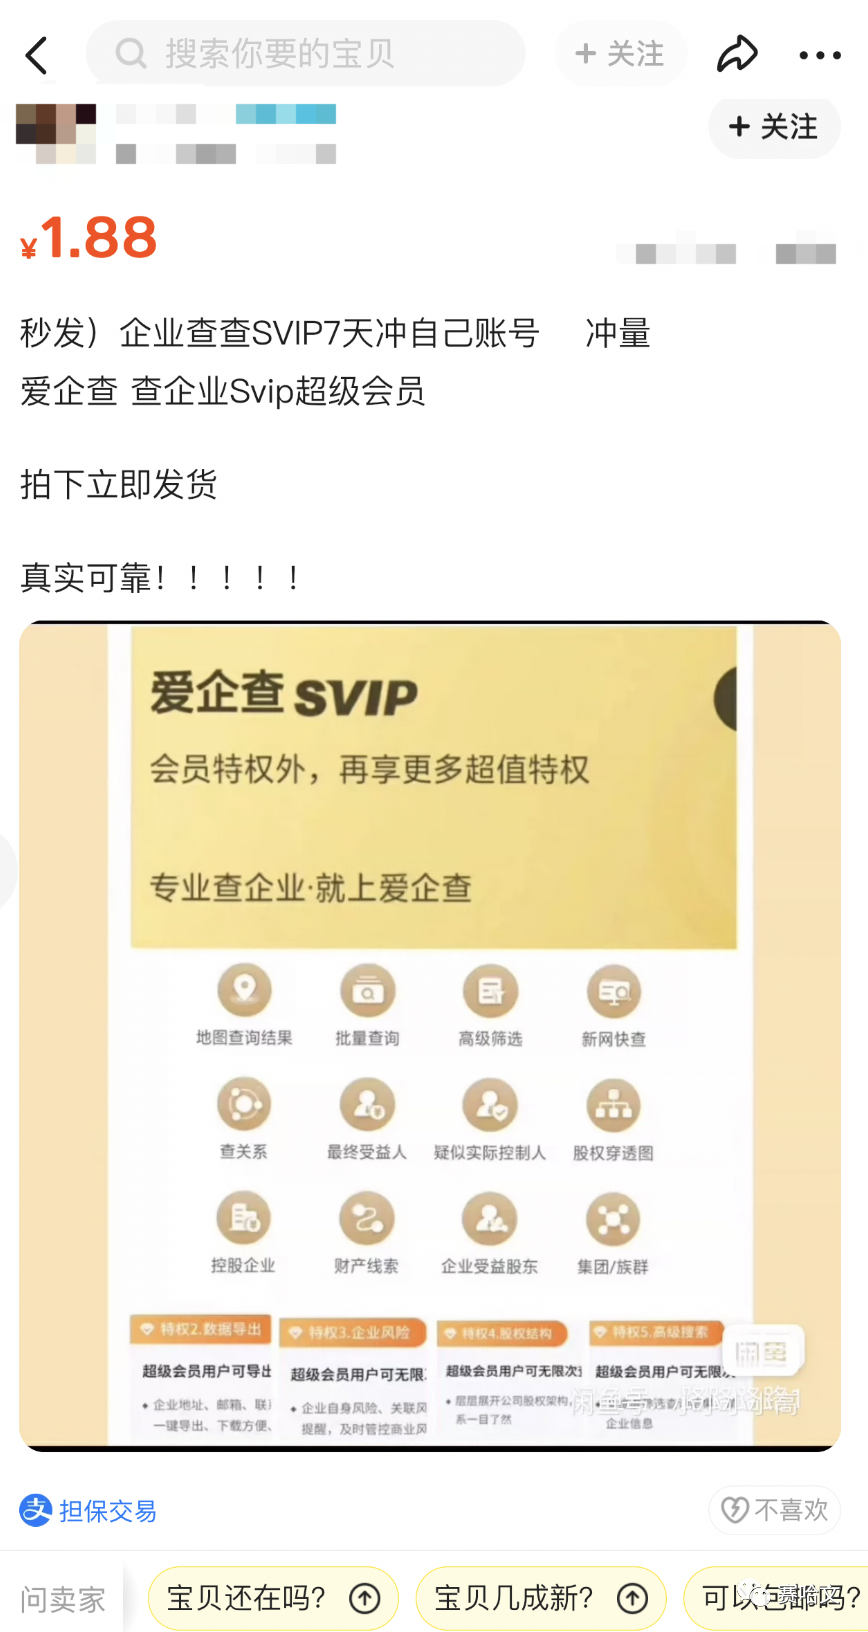 搜索你要的宝贝
+ 关注
+ 关注
¥1.88
秒发）企业查查SVIP7天冲自己账号 冲量
爱企查 查企业Svip超级会员
拍下立即发货
真实可靠！！！！！
爱企查 SVIP
会员特权外，再享更多超值特权
专业查企业·就上爱企查
地图查询结果 批量查询 高级筛选 新网快查
查关系 最终受益人 疑似实际控制人 股权穿透图
控股企业 财产线索 企业受益股东 集团/族群
特权2.数据导出 特权3.企业风险 特权4.股权结构 特权5.高级搜索
超级会员用户可导出 超级会员用户可无限 超级会员用户可无限查 超级会员用户可无限
企业地址、邮箱、联 企业自身风险、关联风 层层展开公司股权架构，
一键导出、下载方便、 提醒，及时管控商业风 系一目了然 企业信息
闲鱼
闲鱼号
担保交易
不喜欢
问卖家 宝贝还在吗? 宝贝几成新? 可以包邮吗?
赛哈文